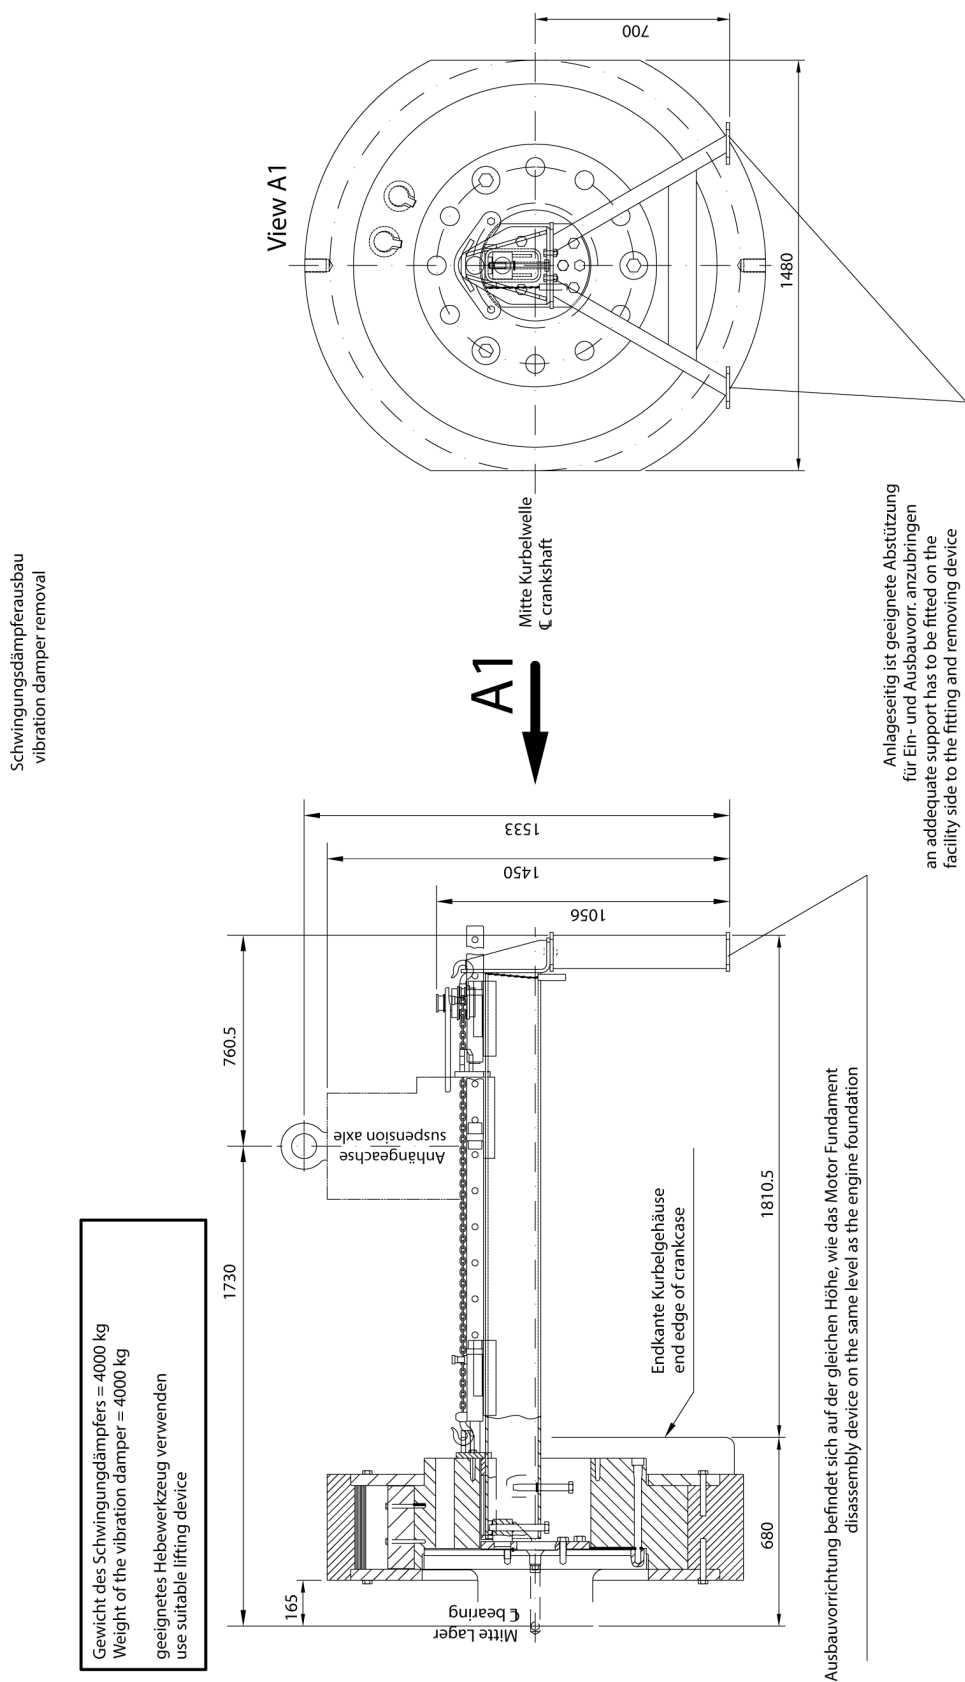 Schwingungsdämpferausbau
vibration damper removal
Gewicht des Schwingungdämpfers = 4000 kg
Weight of the vibration damper = 4000 kg
geeignetes Hebewerkzeug verwenden
use suitable lifting device
1730
760.5
165
Mitte Lager
℄ bearing
Anhängeachse
suspension axle
1056
1450
1533
Endkante Kurbelgehäuse
end edge of crankcase
680
1810.5
Ausbauvorrichtung befindet sich auf der gleichen Höhe, wie das Motor Fundament
disassembly device on the same level as the engine foundation
A1
Mitte Kurbelwelle
℄ crankshaft
View A1
700
1480
Anlageseitig ist geeignete Abstützung
für Ein- und Ausbauvorr. anzubringen
an addequate support has to be fitted on the
facility side to the fitting and removing device